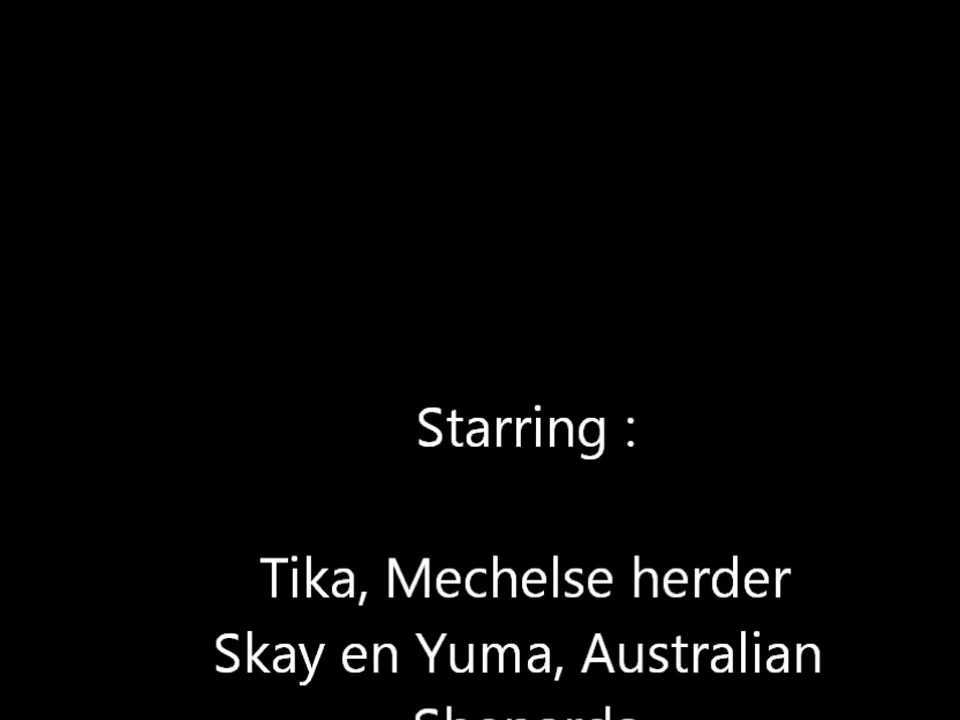 Starring :
Tika, Mechelse herder
Skay en Yuma, Australian